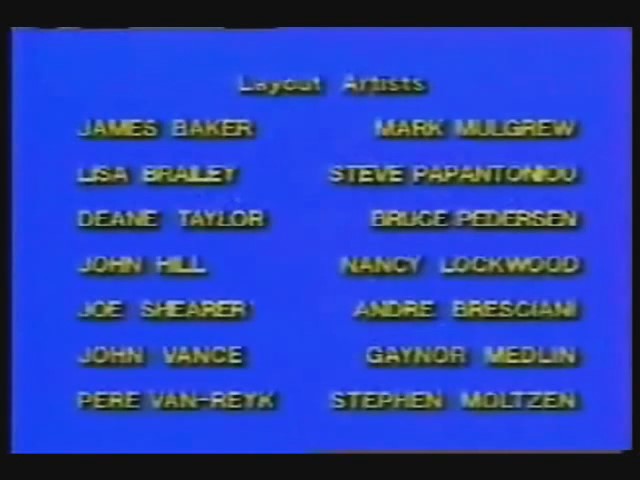 Layout Artists
JAMES BAKER MARK MULGREW
LISA BRAILEY STEVE PAPANTONIOU
DEANE TAYLOR BRUCE PEDERSEN
JOHN HILL NANCY LOCKWOOD
JOE SHEARER ANDRE BRESCIANI
JOHN VANCE GAYNOR MEDLIN
PERE VAN-REYK STEPHEN MOLTZEN